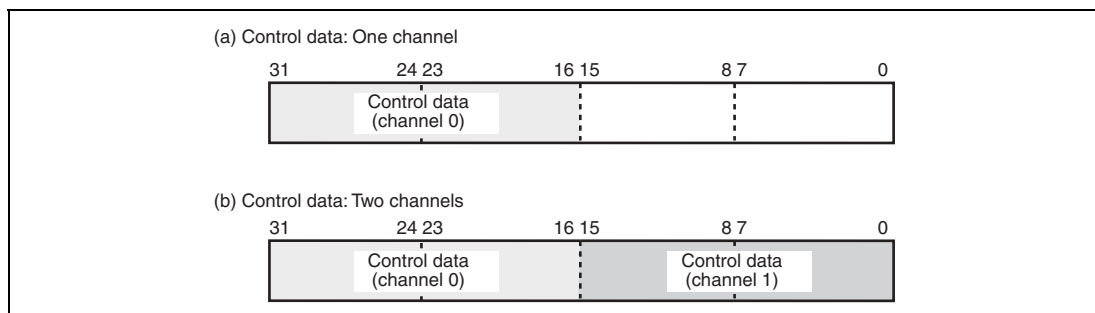 (a) Control data: One channel
31 24 23 16 15 8 7 0
Control data
(channel 0)
(b) Control data: Two channels
31 24 23 16 15 8 7 0
Control data Control data
(channel 0) (channel 1)